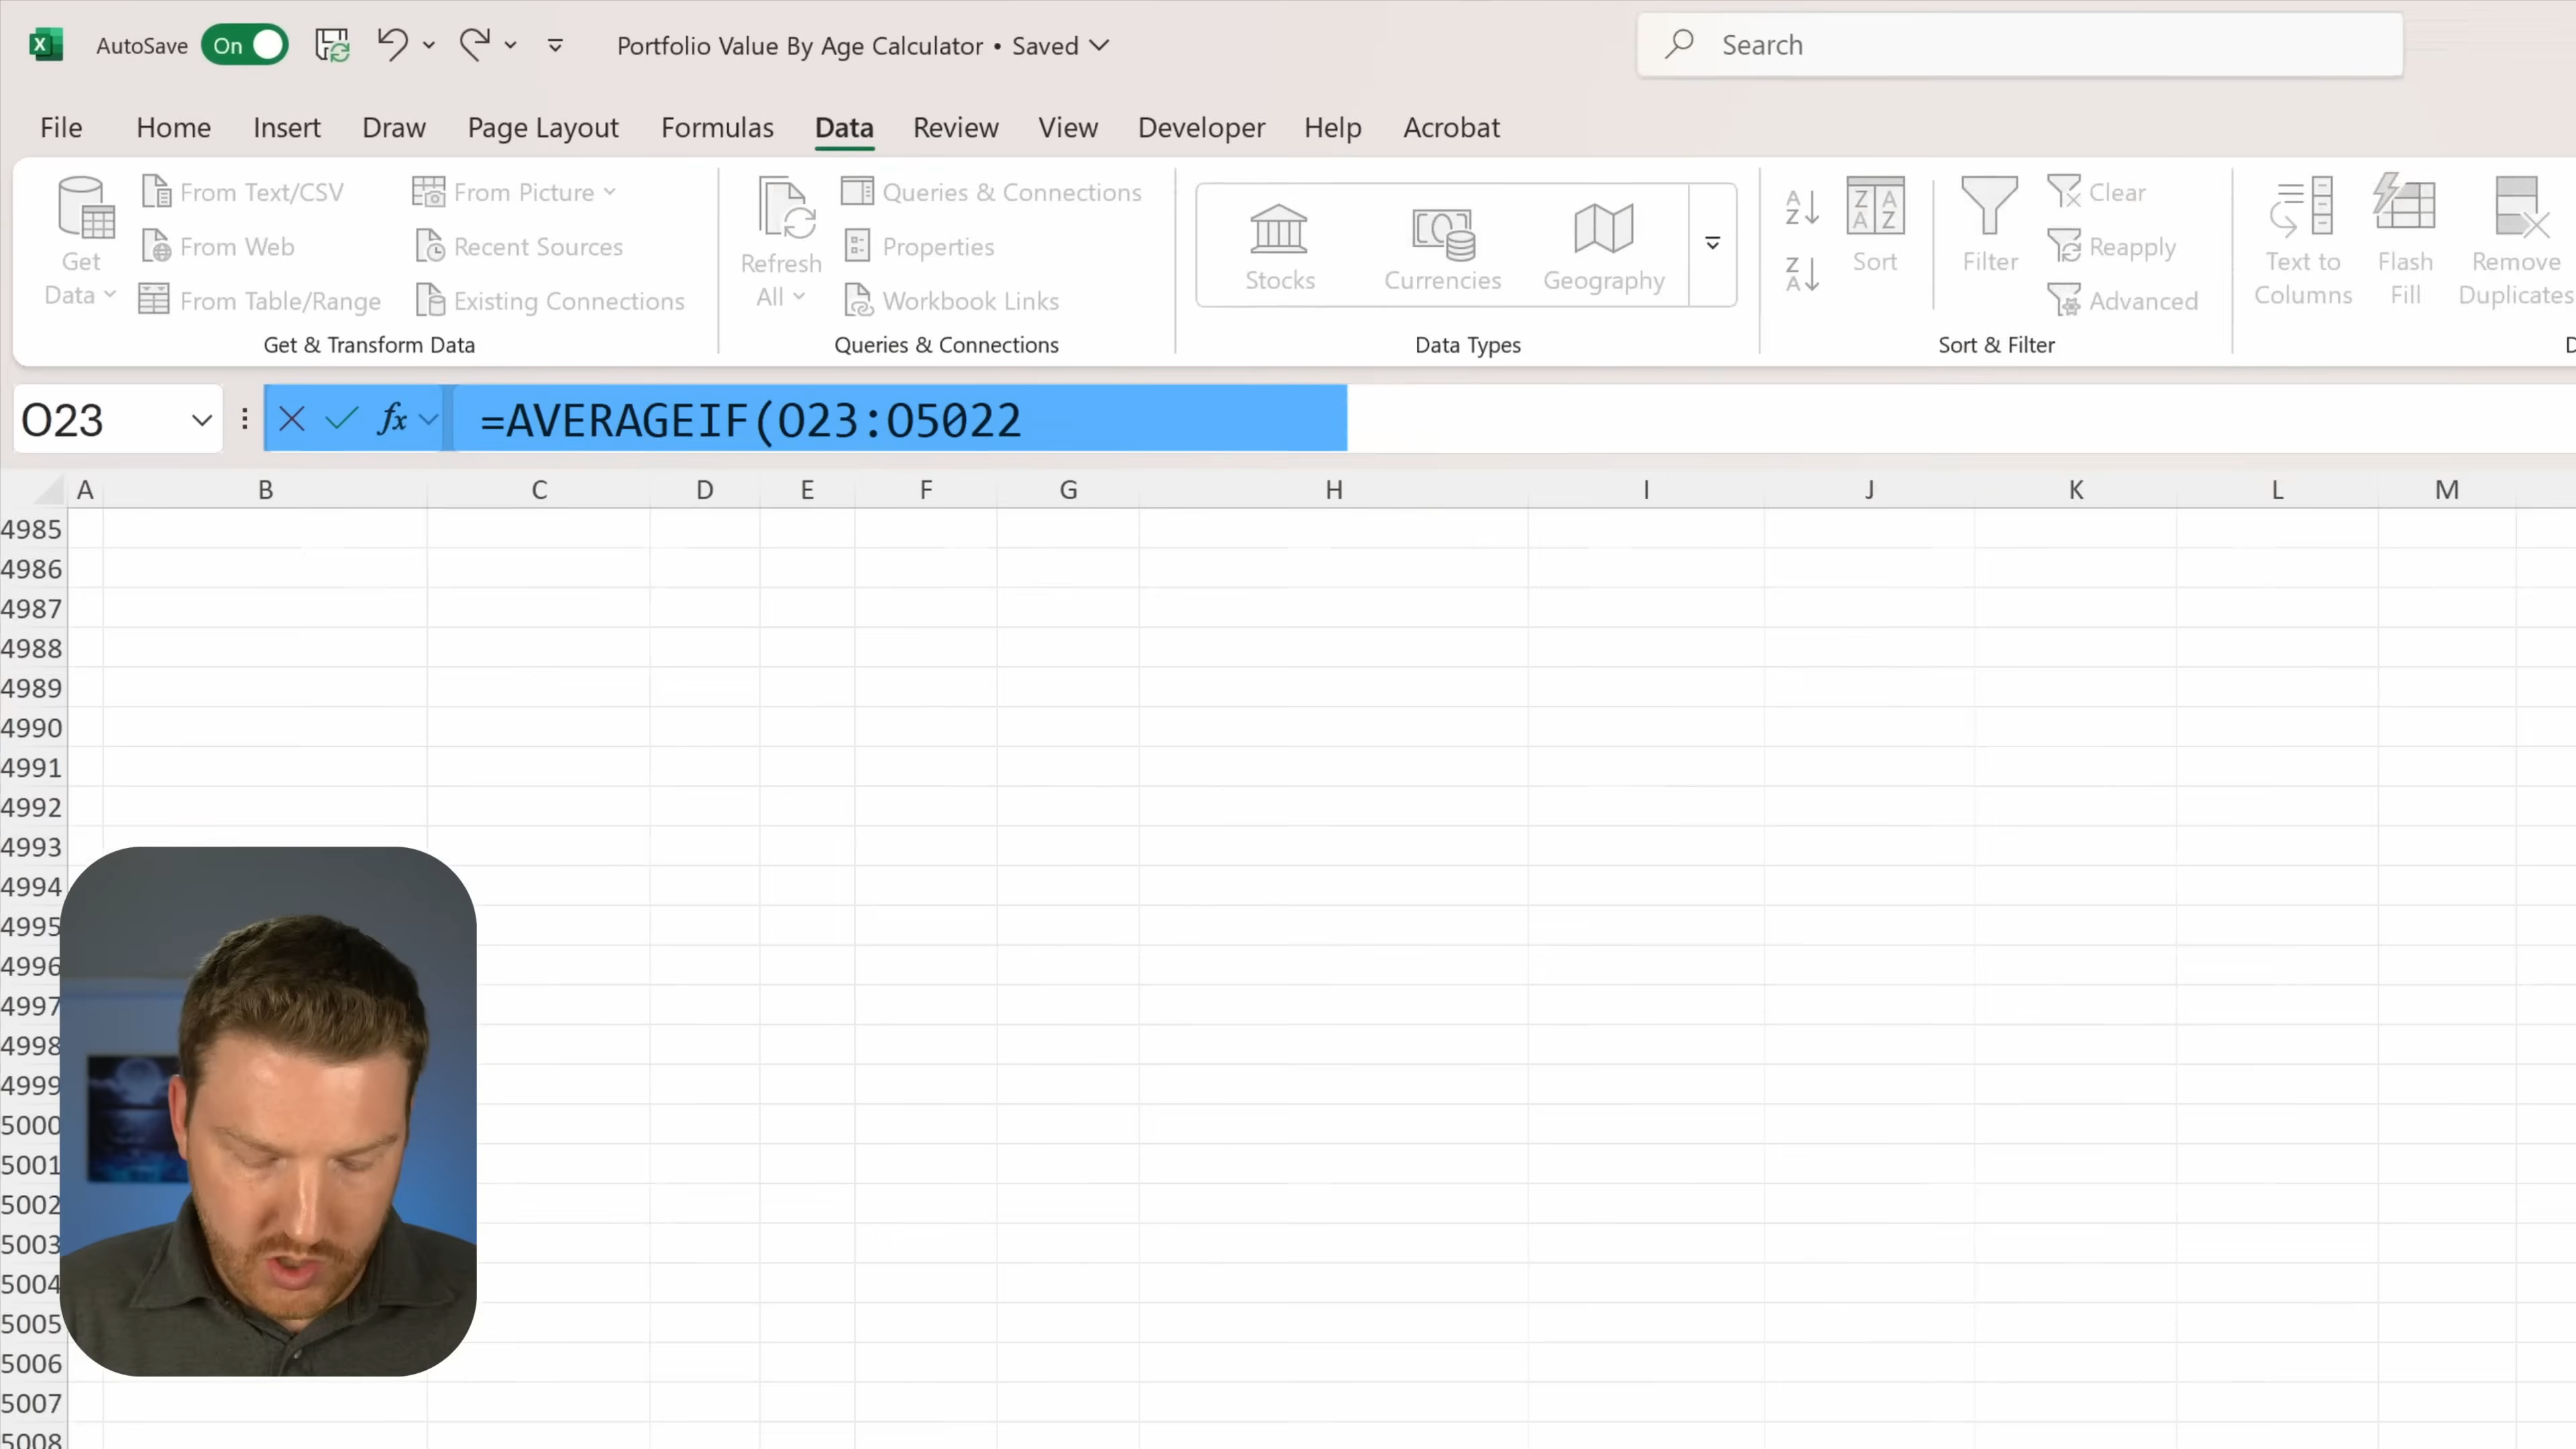 AutoSave On Portfolio Value By Age Calculator • Saved Search
File Home Insert Draw Page Layout Formulas Data Review View Developer Help Acrobat
Get Data
From Text/CSV
From Web
From Table/Range
From Picture
Recent Sources
Existing Connections
Get & Transform Data
Refresh All
Queries & Connections
Properties
Workbook Links
Queries & Connections
Stocks Currencies Geography
Data Types
Sort
Filter
Clear
Reapply
Advanced
Sort & Filter
Text to Columns
Flash Fill
Remove Duplicates
O23 fx =AVERAGEIF(O23:O5022
A B C D E F G H I J K L M
4985
4986
4987
4988
4989
4990
4991
4992
4993
4994
4995
4996
4997
4998
4999
5000
5001
5002
5003
5004
5005
5006
5007
5008